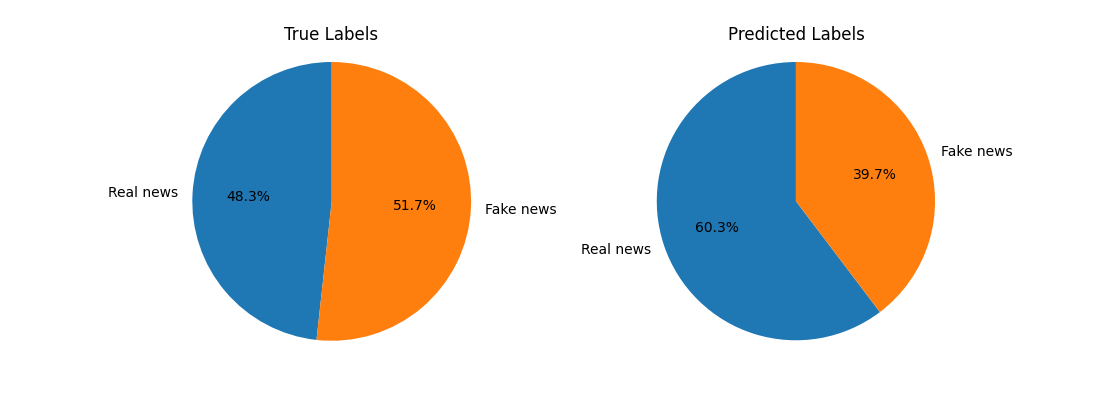 True Labels
Real news
48.3%
51.7%
Fake news
Predicted Labels
Real news
60.3%
39.7%
Fake news